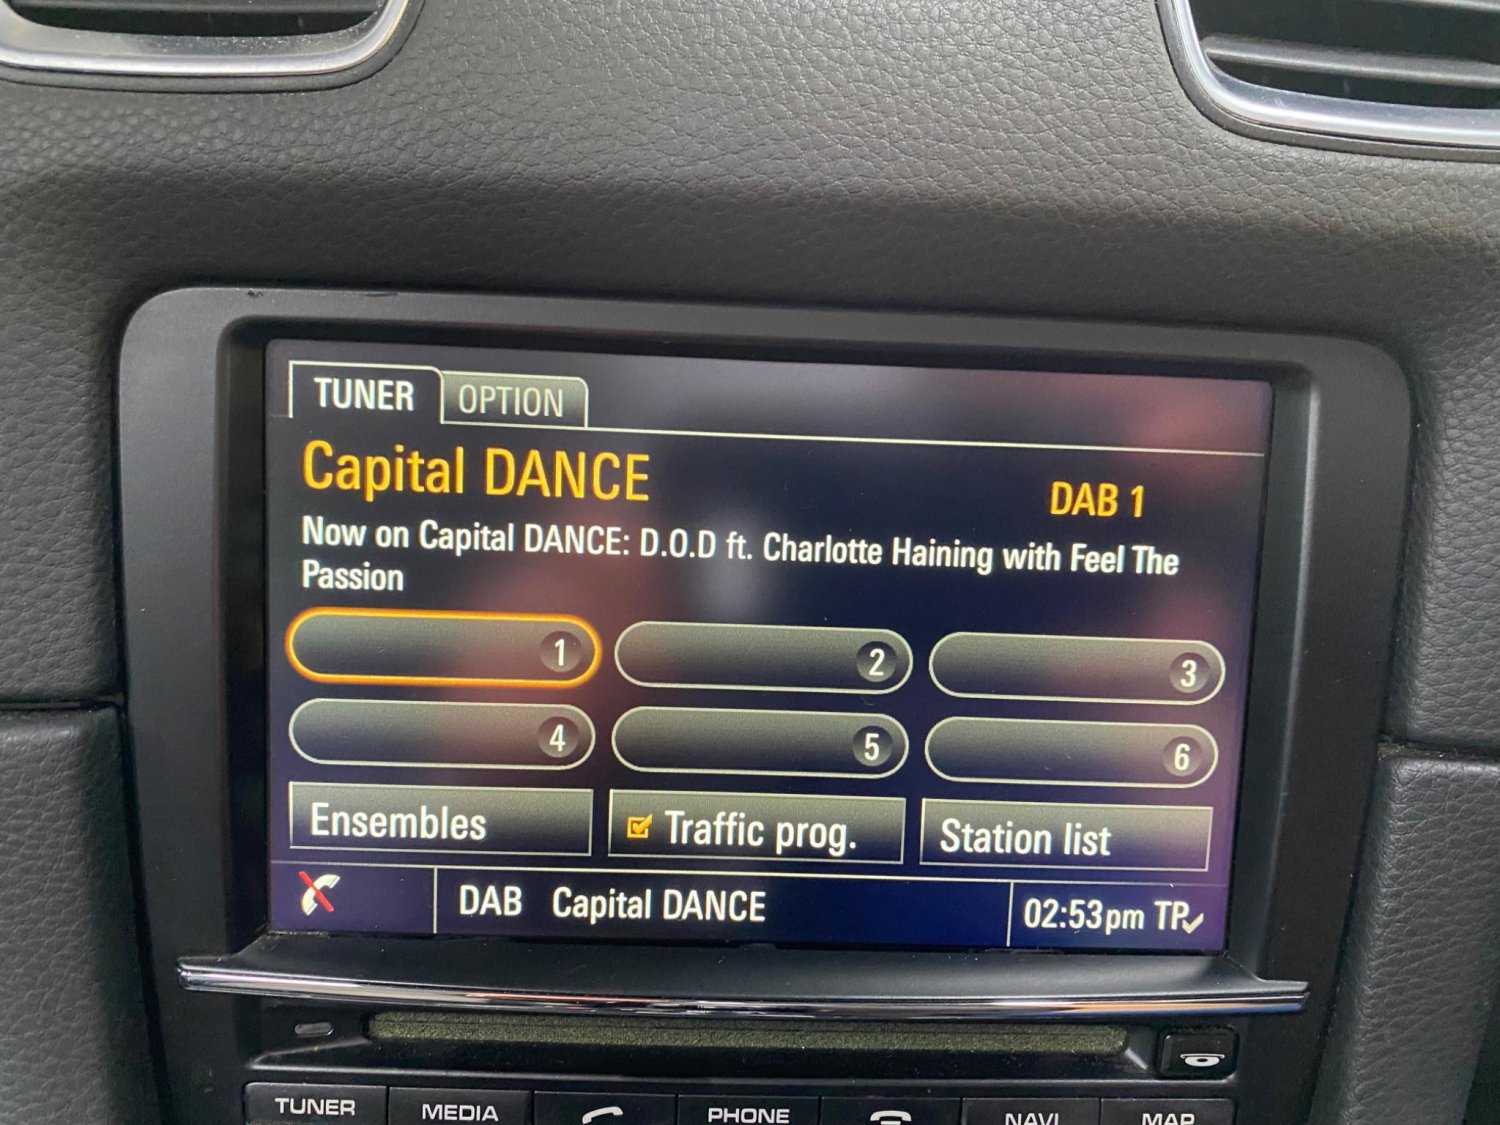 TUNER OPTION
Capital DANCE DAB 1
Now on Capital DANCE: D.O.D ft. Charlotte Haining with Feel The
Passion
1 2 3
4 5 6
Ensembles Traffic prog. Station list
DAB Capital DANCE 02:53pm TP
TUNER MEDIA PHONE NAVI MAP